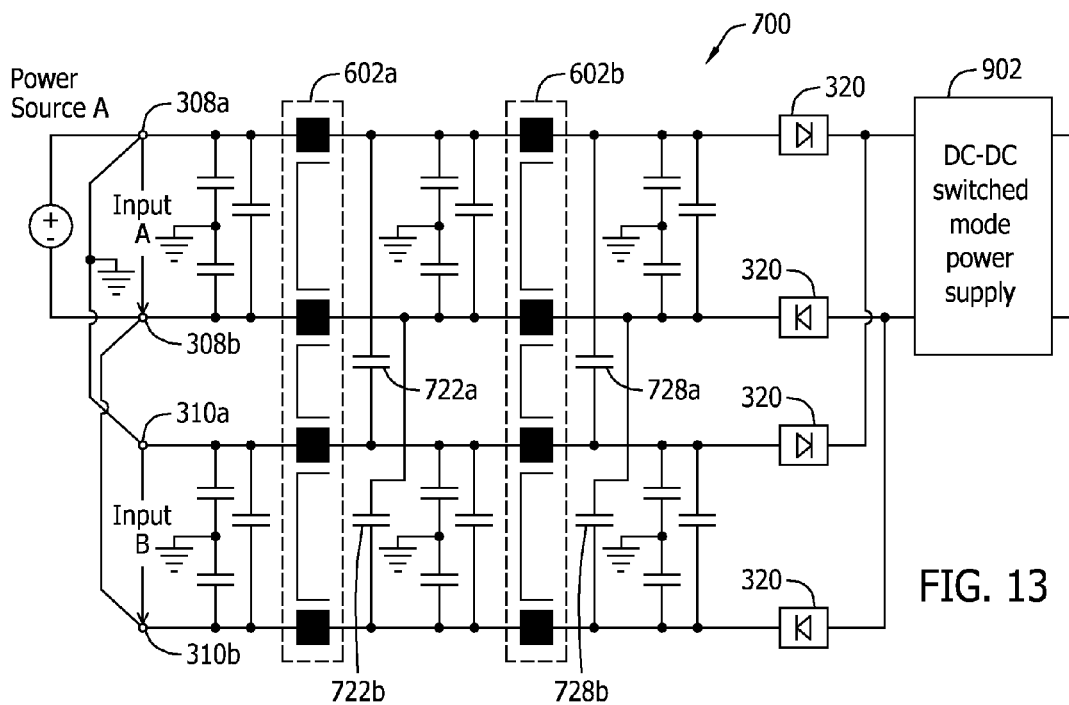 700
602a
602b
902
Power
Source A
308a
320
+
-
Input
A
DC-DC
switched
mode
power
supply
320
308b
722a
728a
320
310a
Input
B
320
FIG. 13
310b
722b
728b